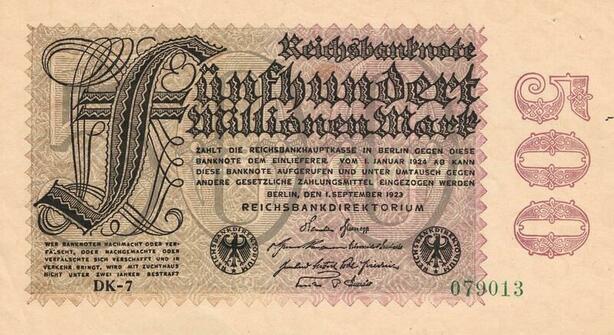 Reichsbanknote
Fünfhundert
Millionen Mark
ZAHLT DIE REICHSBANKHAUPTKASSE IN BERLIN GEGEN DIESE
BANKNOTE DEM EINLIEFERER. VOM 1. JANUAR 1924 AB KANN
DIESE BANKNOTE AUFGERUFEN UND UNTER UMTAUSCH GEGEN
ANDERE GESETZLICHE ZAHLUNGSMITTEL EINGEZOGEN WERDEN
BERLIN, DEN 1. SEPTEMBER 1923
REICHSBANKDIREKTORIUM
WER BANKNOTEN NACHMACHT ODER VER-
FÄLSCHT, ODER NACHGEMACHTE ODER
VERFÄLSCHTE SICH VERSCHAFFT UND IN
VERKEHR BRINGT, WIRD MIT ZUCHTHAUS
NICHT UNTER ZWEI JAHREN BESTRAFT
DK-7
079013
500